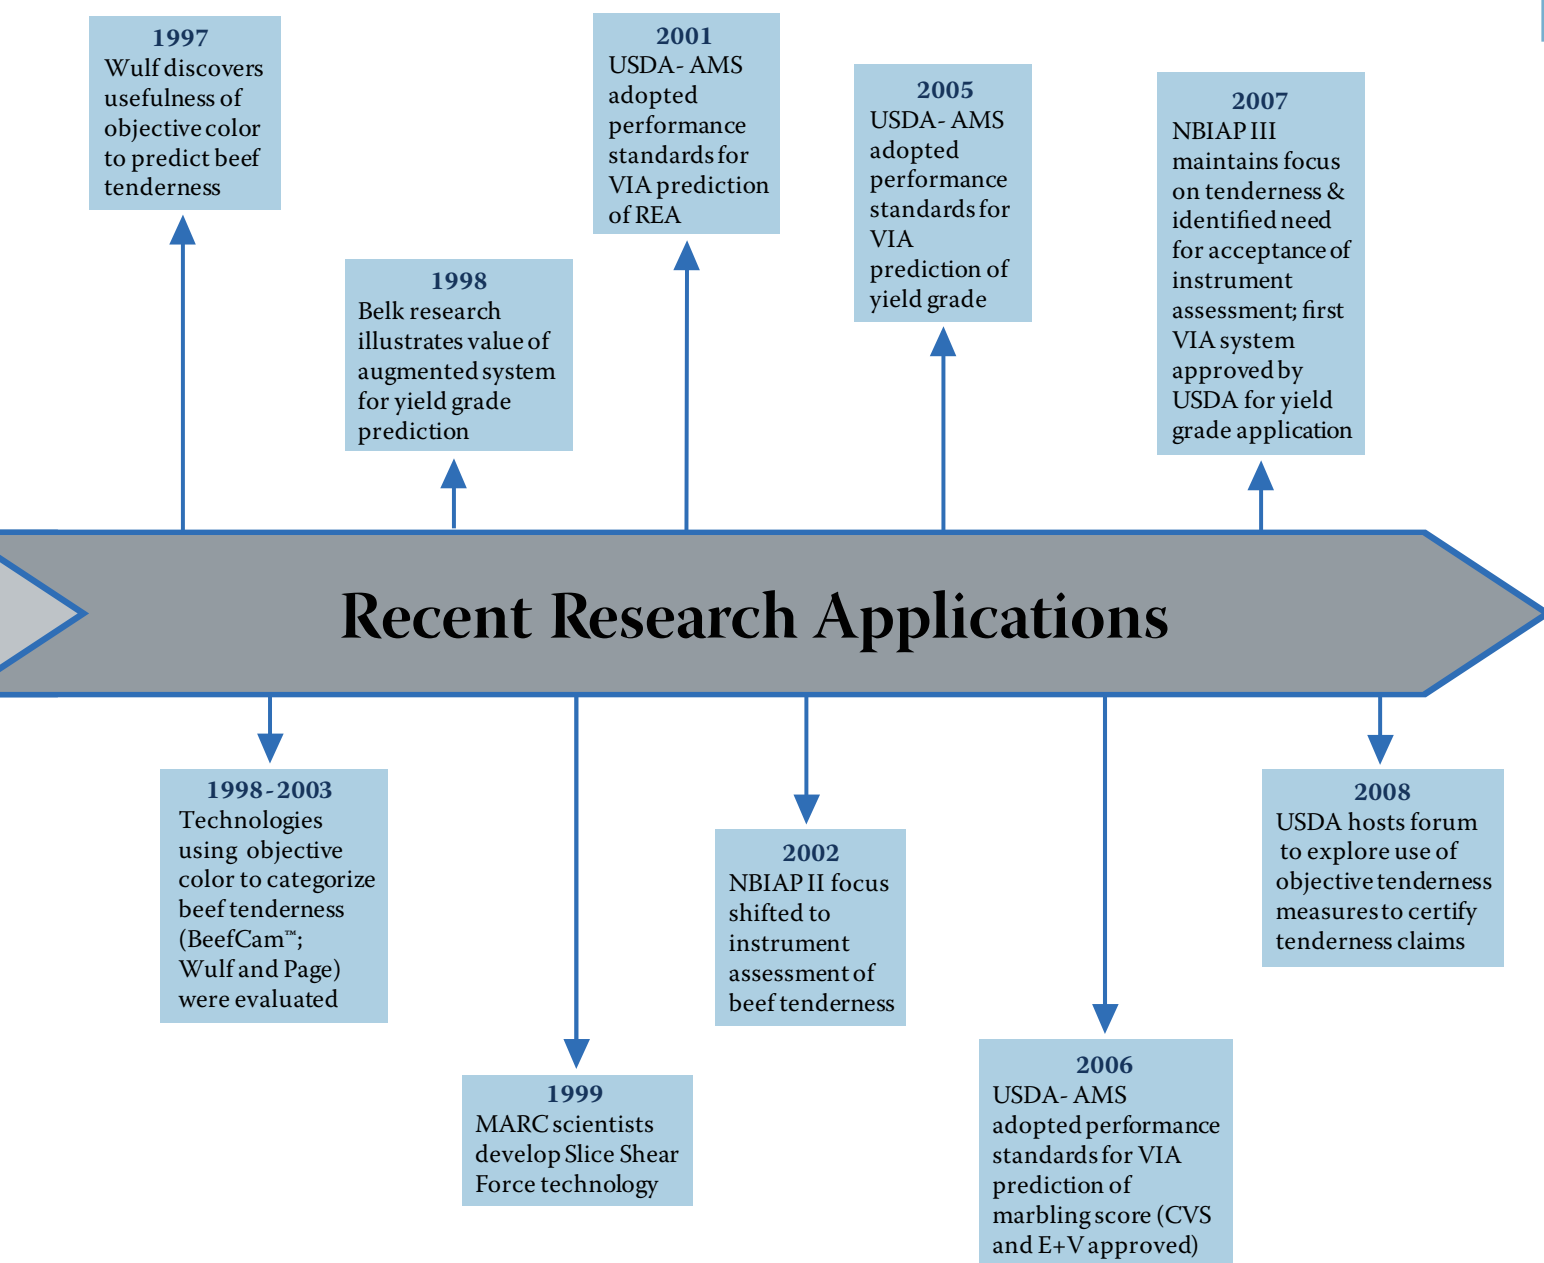 1997
Wulf discovers
usefulness of
objective color
to predict beef
tenderness
1998
Belk research
illustrates value of
augmented system
for yield grade
prediction
2001
USDA- AMS
adopted
performance
standards for
VIA prediction
of REA
2005
USDA- AMS
adopted
performance
standards for
VIA
prediction of
yield grade
2007
NBIAP III
maintains focus
on tenderness &
identified need
for acceptance of
instrument
assessment; first
VIA system
approved by
USDA for yield
grade application
Recent Research Applications
1998-2003
Technologies
using objective
color to categorize
beef tenderness
(BeefCam™;
Wulf and Page)
were evaluated
1999
MARC scientists
develop Slice Shear
Force technology
2002
NBIAP II focus
shifted to
instrument
assessment of
beef tenderness
2006
USDA- AMS
adopted performance
standards for VIA
prediction of
marbling score (CVS
and E+V approved)
2008
USDA hosts forum
to explore use of
objective tenderness
measures to certify
tenderness claims